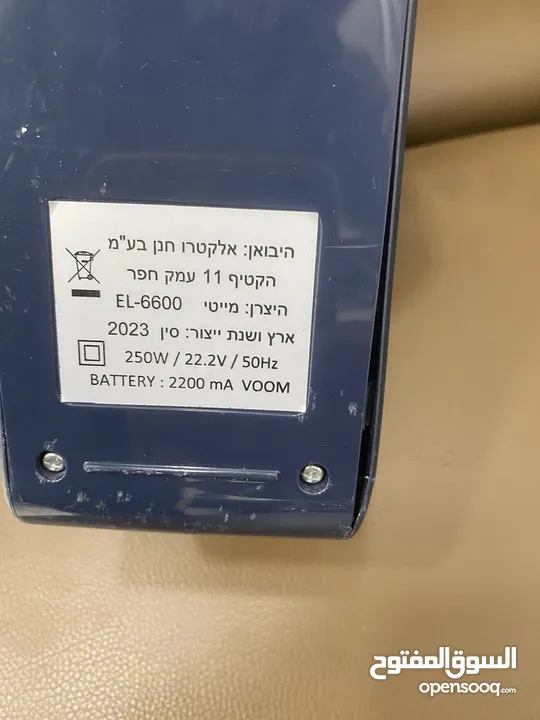 היבואן: אלקטרו חנן בע"מ
הקטיף 11 עמק חפר
היצרן: מייטי EL-6600
ארץ ושנת ייצור: סין 2023
250W / 22.2V / 50Hz
BATTERY : 2200 mA VOOM
السوق المفتوح
opensooq.com